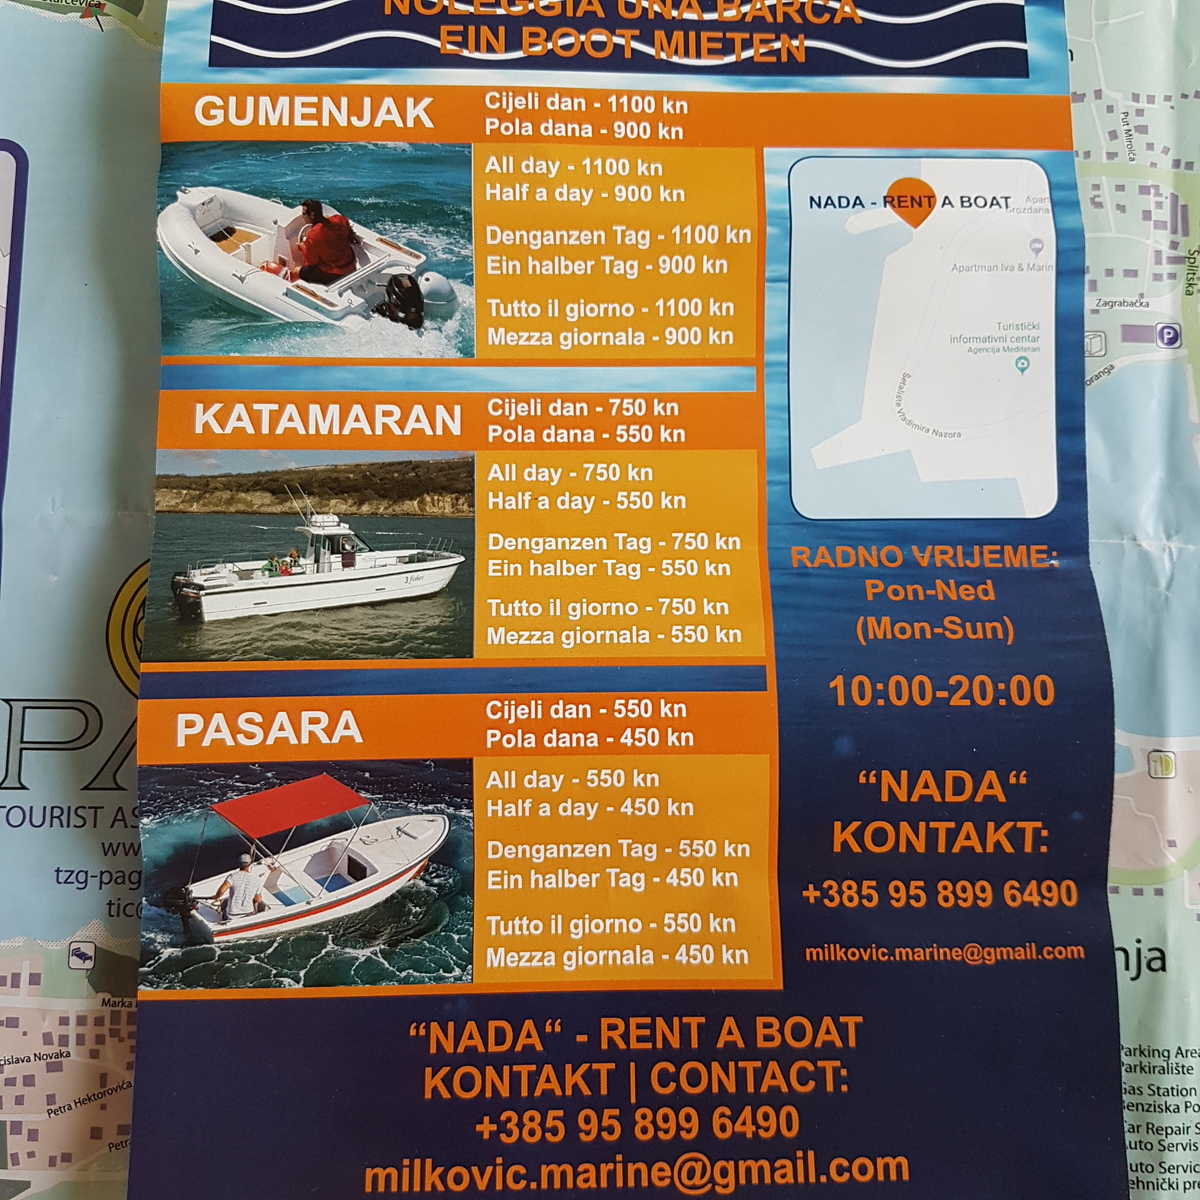 NOLEGGIA UNA BARCA
EIN BOOT MIETEN
GUMENJAK
Cijeli dan - 1100 kn
Pola dana - 900 kn
All day - 1100 kn
Half a day - 900 kn
Denganzen Tag - 1100 kn
Ein halber Tag - 900 kn
Tutto il giorno - 1100 kn
Mezza giornala - 900 kn
KATAMARAN
Cijeli dan - 750 kn
Pola dana - 550 kn
All day - 750 kn
Half a day - 550 kn
Denganzen Tag - 750 kn
Ein halber Tag - 550 kn
Tutto il giorno - 750 kn
Mezza giornala - 550 kn
PASARA
Cijeli dan - 550 kn
Pola dana - 450 kn
All day - 550 kn
Half a day - 450 kn
Denganzen Tag - 550 kn
Ein halber Tag - 450 kn
Tutto il giorno - 550 kn
Mezza giornala - 450 kn
NADA - RENT A BOAT
Apartman Iva & Marin
Turistički
informativni centar
Agencija Mediteran
Šetalište Vladimira Nazora
RADNO VRIJEME:
Pon-Ned
(Mon-Sun)
10:00-20:00
“NADA“
KONTAKT:
+385 95 899 6490
milkovic.marine@gmail.com
“NADA“ - RENT A BOAT
KONTAKT | CONTACT:
+385 95 899 6490
milkovic.marine@gmail.com
Put Miroića
Splitska
Zagrabačka
P
TOURIST
tzg-pag
Marka
Novaka
Petra Hektorovića
Parking
Parkiralište
Gas Station
Car Repair
Auto Servis